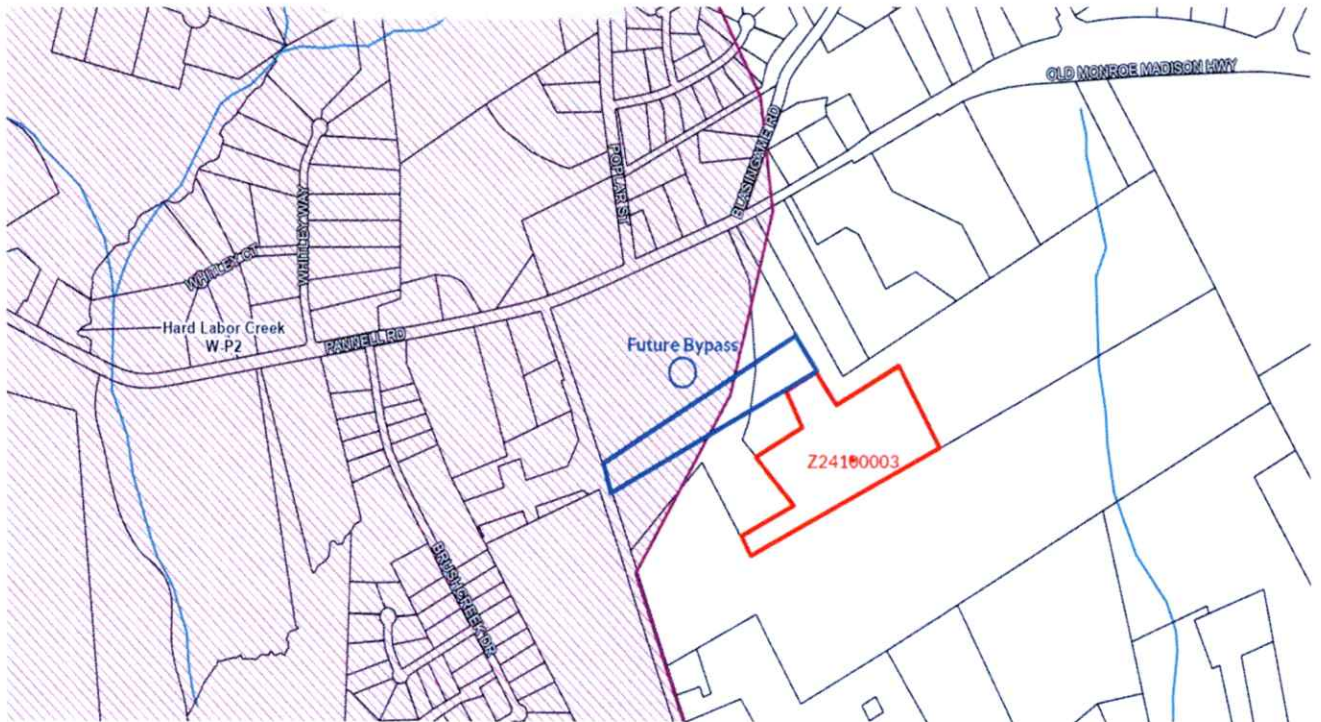 OLD MONROE MADISON HWY
BLASINGAME RD
POPLAR ST
WHITLEY WAY
WHITLEY CT
Hard Labor Creek
W-P2
PANNELL RD
Future Bypass
Z24100003
BRUSH CREEK DR